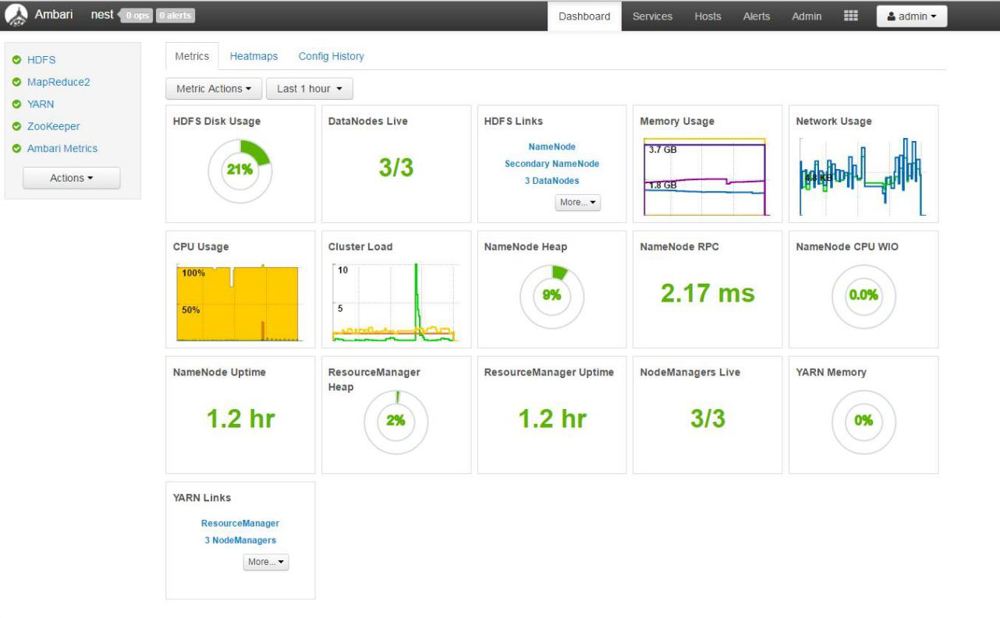 Ambari nest 0 ops 0 alerts Dashboard Services Hosts Alerts Admin admin
HDFS
MapReduce2
YARN
ZooKeeper
Ambari Metrics
Actions
Metrics Heatmaps Config History
Metric Actions Last 1 hour
HDFS Disk Usage
21%
DataNodes Live
3/3
HDFS Links
NameNode
Secondary NameNode
3 DataNodes
More...
Memory Usage
3.7 GB
1.8 GB
Network Usage
4.8 KB
CPU Usage
100%
50%
Cluster Load
10
5
NameNode Heap
9%
NameNode RPC
2.17 ms
NameNode CPU WIO
0.0%
NameNode Uptime
1.2 hr
ResourceManager
Heap
2%
ResourceManager Uptime
1.2 hr
NodeManagers Live
3/3
YARN Memory
0%
YARN Links
ResourceManager
3 NodeManagers
More...